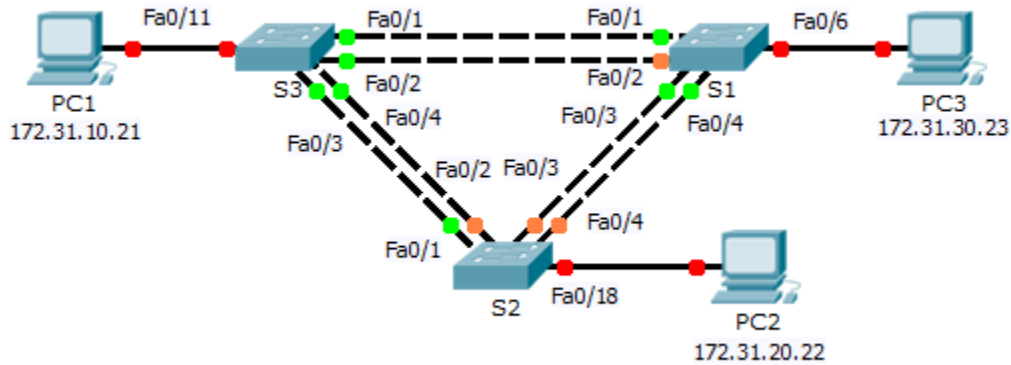 Fa0/11
Fa0/1
Fa0/1
Fa0/6
PC1
172.31.10.21
S3
Fa0/2
Fa0/2
S1
PC3
172.31.30.23
Fa0/4
Fa0/3
Fa0/3
Fa0/4
Fa0/2
Fa0/3
Fa0/1
Fa0/4
S2
Fa0/18
PC2
172.31.20.22